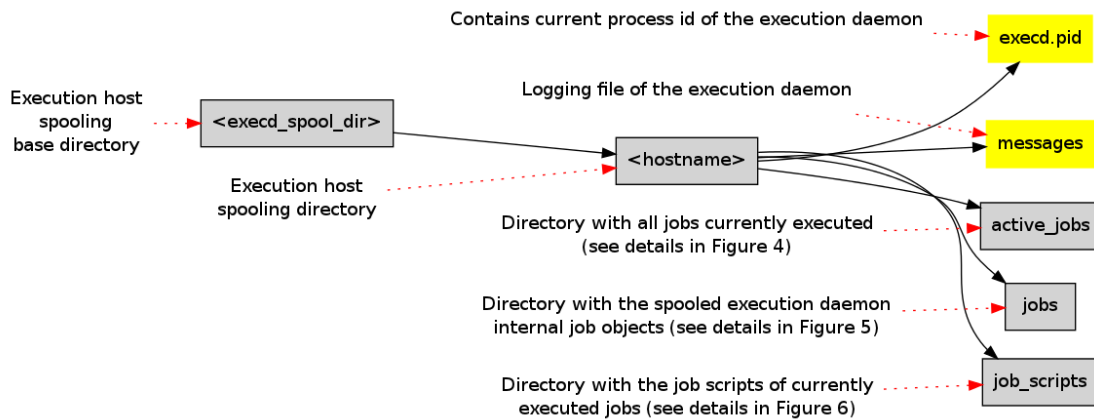 Contains current process id of the execution daemon
execd.pid
Logging file of the execution daemon
Execution host
spooling
base directory
<execd_spool_dir>
messages
<hostname>
Execution host
spooling directory
Directory with all jobs currently executed
(see details in Figure 4)
active_jobs
Directory with the spooled execution daemon
internal job objects (see details in Figure 5)
jobs
Directory with the job scripts of currently
executed jobs (see details in Figure 6)
job_scripts